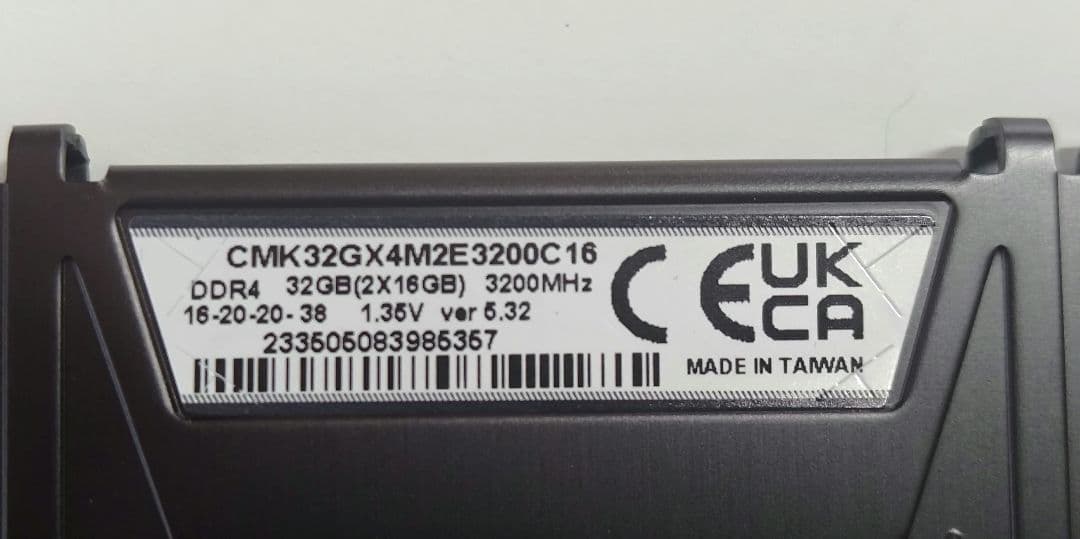 CMK32GX4M2E3200C16
DDR4 32GB(2X16GB) 3200MHz
16-20-20-38 1.35V ver 5.32
233505083985357
CE UK
CA
MADE IN TAIWAN